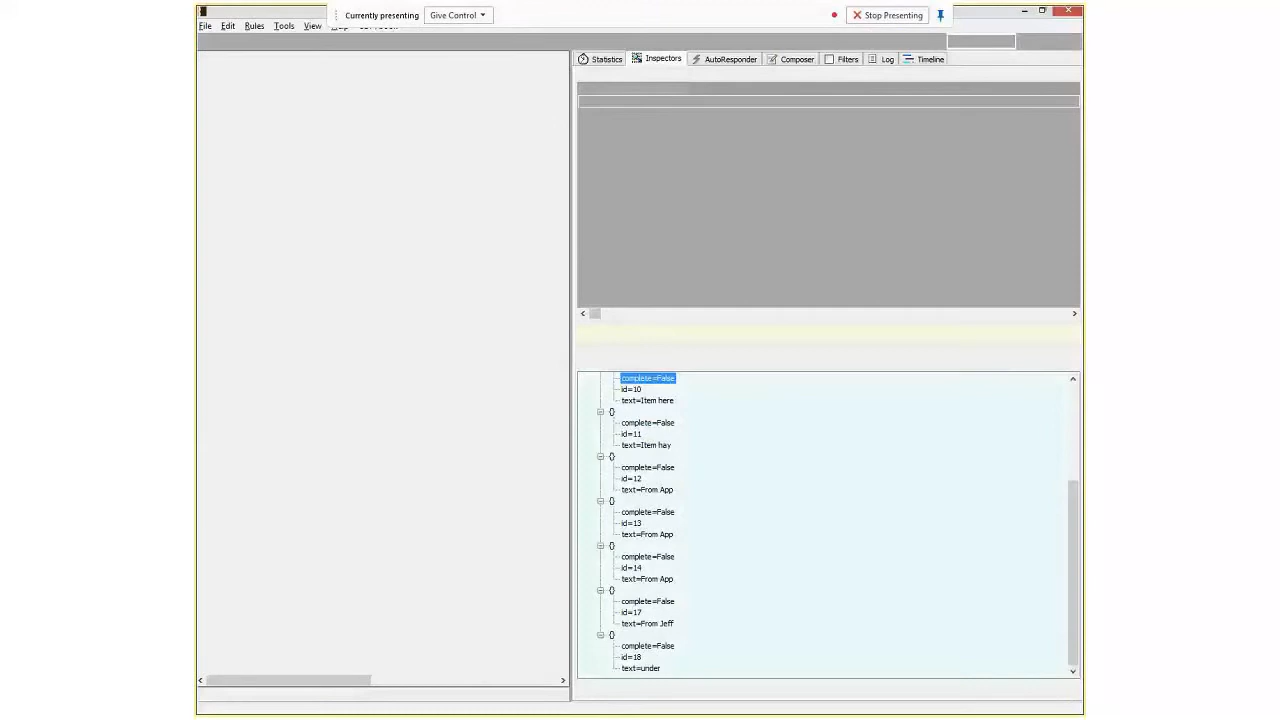 Currently presenting Give Control Stop Presenting
File Edit Rules Tools View
Statistics Inspectors AutoResponder Composer Filters Log Timeline
complete=False
id=10
text=Item here
{}
complete=False
id=11
text=Item hay
{}
complete=False
id=12
text=From App
{}
complete=False
id=13
text=From App
{}
complete=False
id=14
text=From App
{}
complete=False
id=17
text=From Jeff
{}
complete=False
id=18
text=under